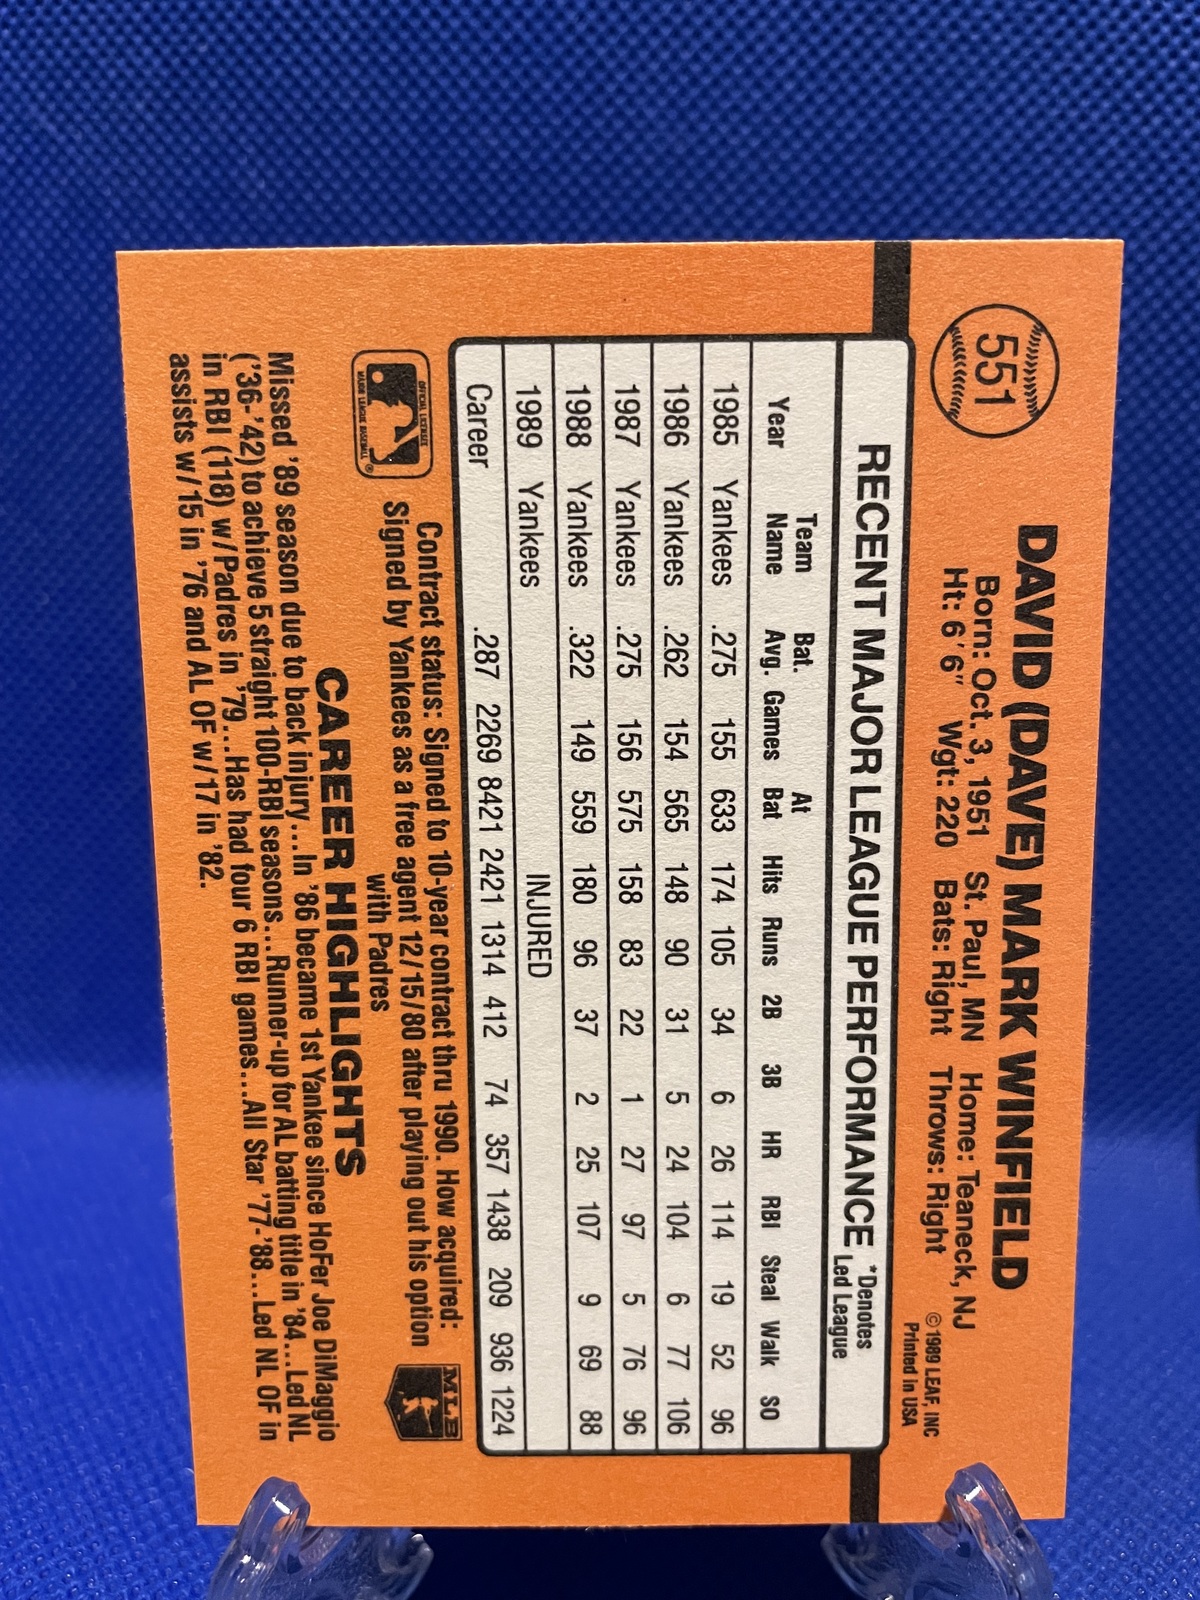 551
DAVID (DAVE) MARK WINFIELD
Born: Oct. 3, 1951 St. Paul, MN Home: Teaneck, NJ
Ht: 6' 6" Wgt: 220 Bats: Right Throws: Right
© 1989 LEAF, INC
Printed in USA
RECENT MAJOR LEAGUE PERFORMANCE *Denotes Led League
Year Team Name Bat. Avg. Games At Bat Hits Runs 2B 3B HR RBI Steal Walk SO
1985 Yankees .275 155 633 174 105 34 6 26 114 19 52 96
1986 Yankees .262 154 565 148 90 31 5 24 104 6 77 106
1987 Yankees .275 156 575 158 83 22 1 27 97 5 76 96
1988 Yankees .322 149 559 180 96 37 2 25 107 9 69 88
1989 Yankees INJURED
Career .287 2269 8421 2421 1314 412 74 357 1438 209 936 1224
OFFICIAL LICENSEE
MAJOR LEAGUE BASEBALL ®
Contract status: Signed to 10-year contract thru 1990. How acquired:
Signed by Yankees as a free agent 12/15/80 after playing out his option
with Padres
MLB
CAREER HIGHLIGHTS
Missed '89 season due to back injury...In '86 became 1st Yankee since HoFer Joe DiMaggio
('36-'42) to achieve 5 straight 100-RBI seasons...Runner-up for AL batting title in '84...Led NL
in RBI (118) w/Padres in '79...Has had four 6 RBI games...All Star '77-'88...Led NL OF in
assists w/15 in '76 and AL OF w/17 in '82.